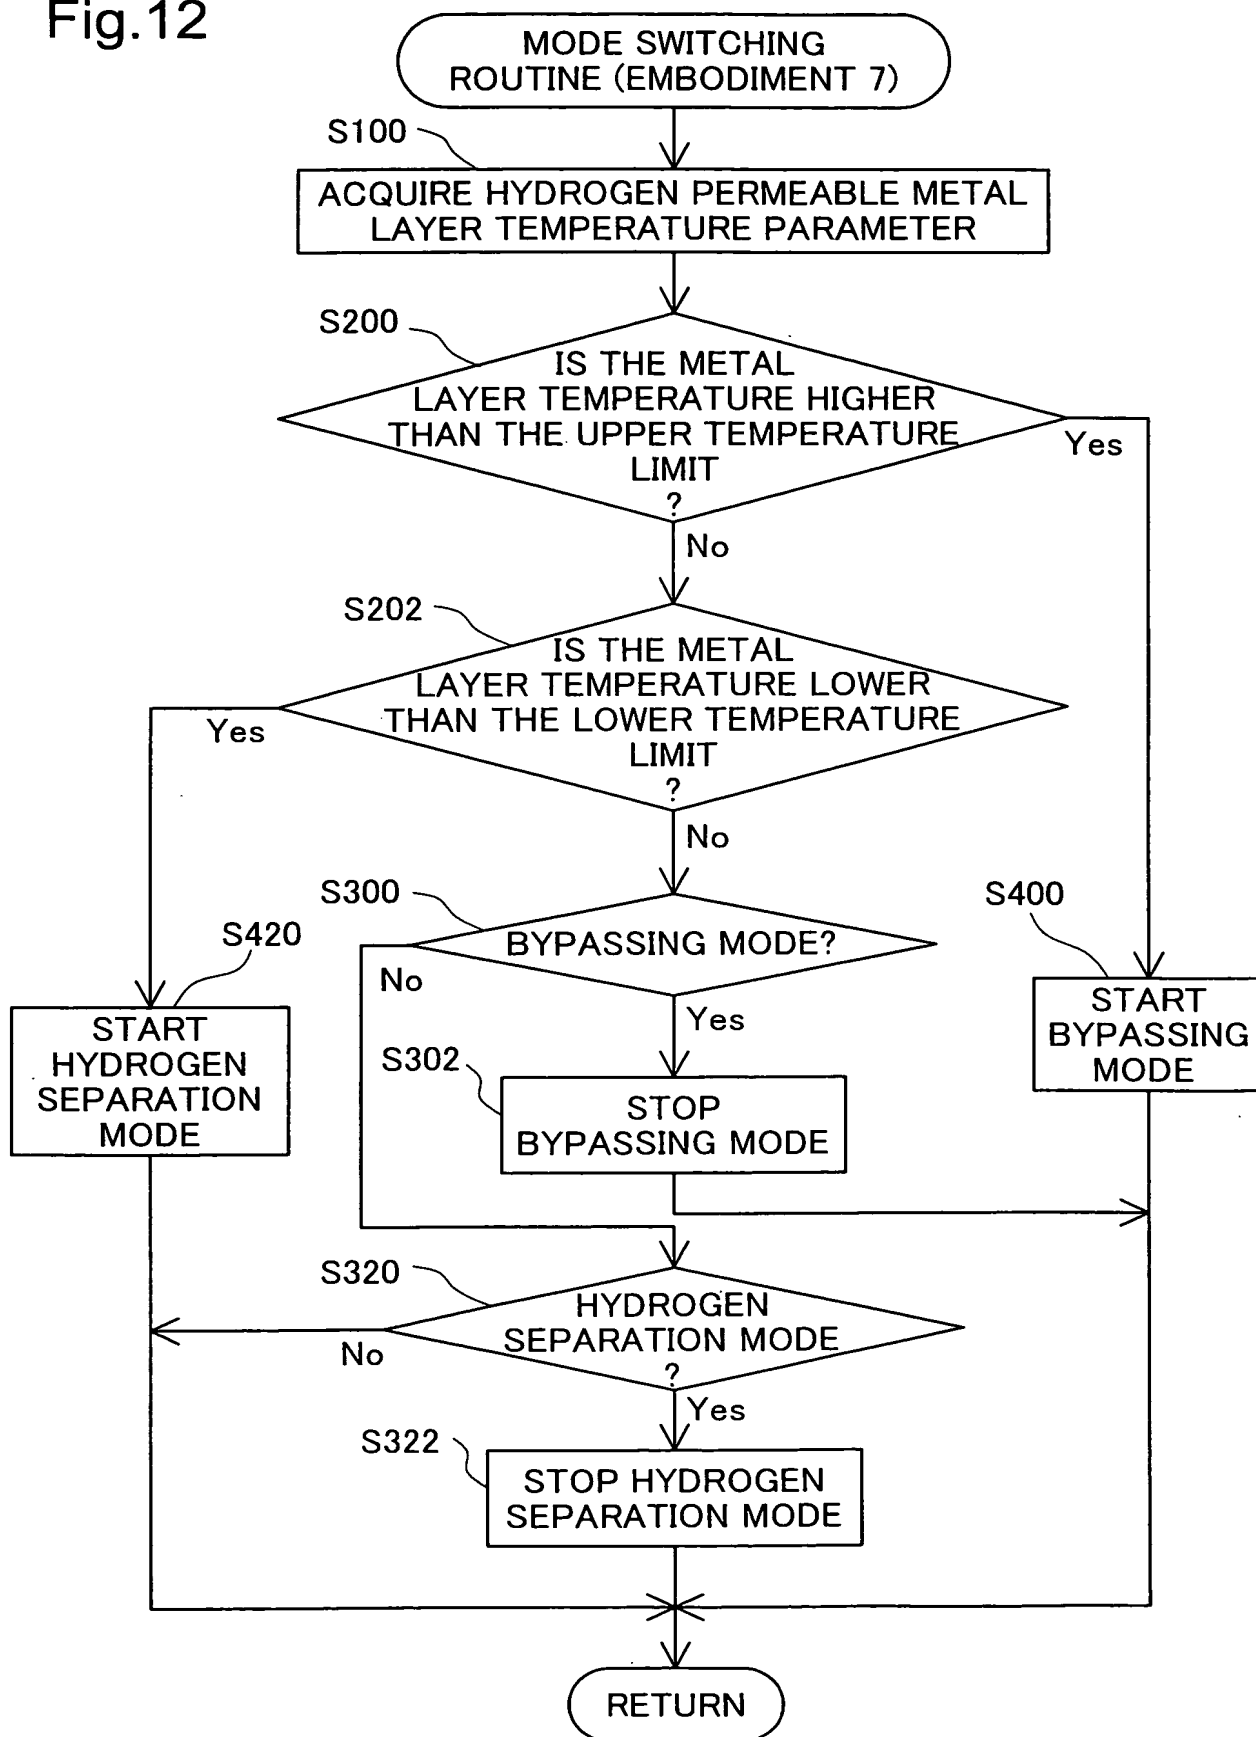 Fig.12
MODE SWITCHING
ROUTINE (EMBODIMENT 7)
S100
ACQUIRE HYDROGEN PERMEABLE METAL
LAYER TEMPERATURE PARAMETER
S200
IS THE METAL
LAYER TEMPERATURE HIGHER
THAN THE UPPER TEMPERATURE
LIMIT
?
Yes
No
S202
IS THE METAL
LAYER TEMPERATURE LOWER
THAN THE LOWER TEMPERATURE
LIMIT
?
Yes
No
S300
BYPASSING MODE?
No
Yes
S400
START
BYPASSING
MODE
S420
START
HYDROGEN
SEPARATION
MODE
S302
STOP
BYPASSING MODE
S320
HYDROGEN
SEPARATION MODE
?
No
Yes
S322
STOP HYDROGEN
SEPARATION MODE
RETURN